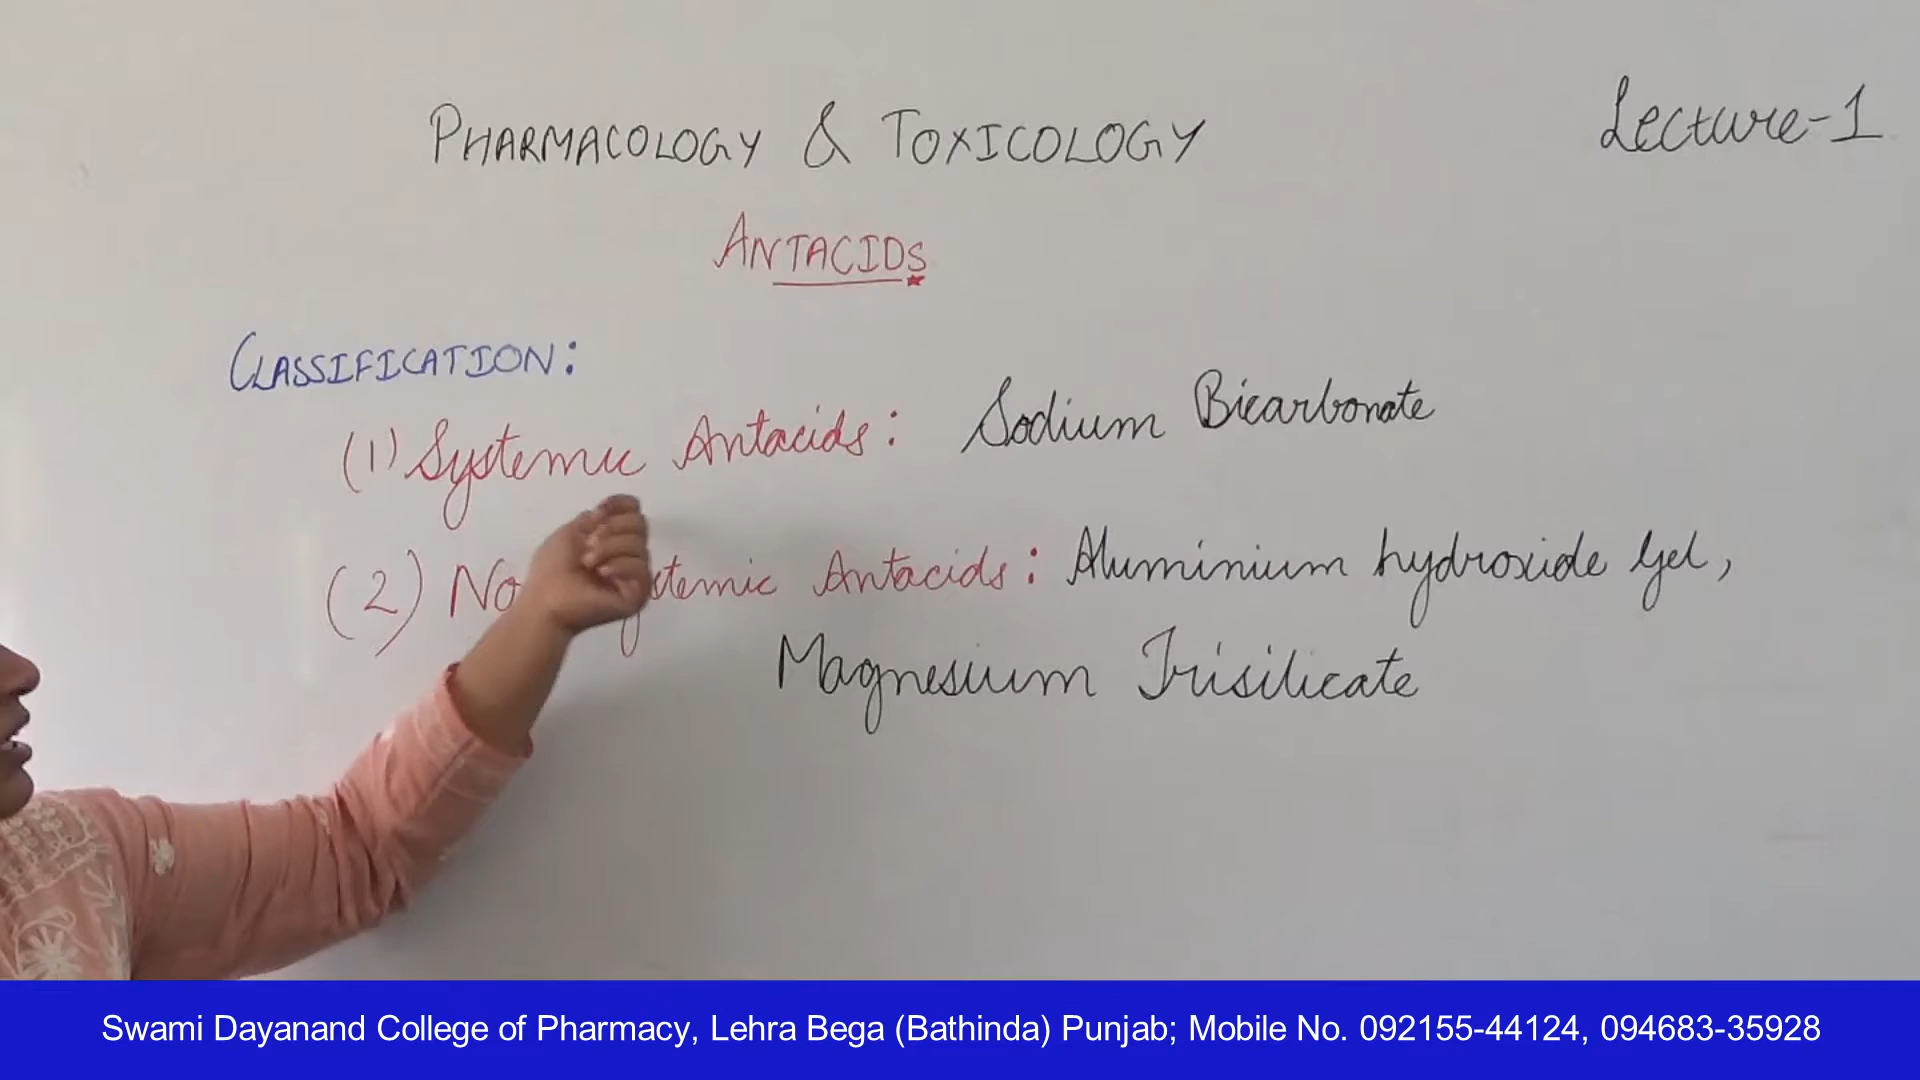 PHARMACOLOGY & TOXICOLOGY
Lecture-1
ANTACIDS
CLASSIFICATION:
(1) Systemic Antacids: Sodium Bicarbonate
(2) No stemic Antacids: Aluminium hydroxide Gel,
Magnesium Trisilicate
Swami Dayanand College of Pharmacy, Lehra Bega (Bathinda) Punjab; Mobile No. 092155-44124, 094683-35928